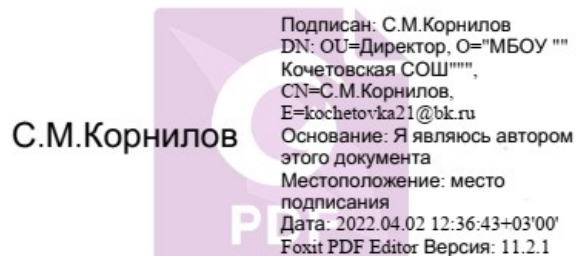 С.М.Корнилов
Подписан: С.М.Корнилов
DN: OU=Директор, O="МБОУ ""
Кочетовская СОШ""",
CN=С.М.Корнилов,
E=kochetovka21@bk.ru
Основание: Я являюсь автором
этого документа
Местоположение: место
подписания
Дата: 2022.04.02 12:36:43+03'00'
Foxit PDF Editor Версия: 11.2.1
PDF